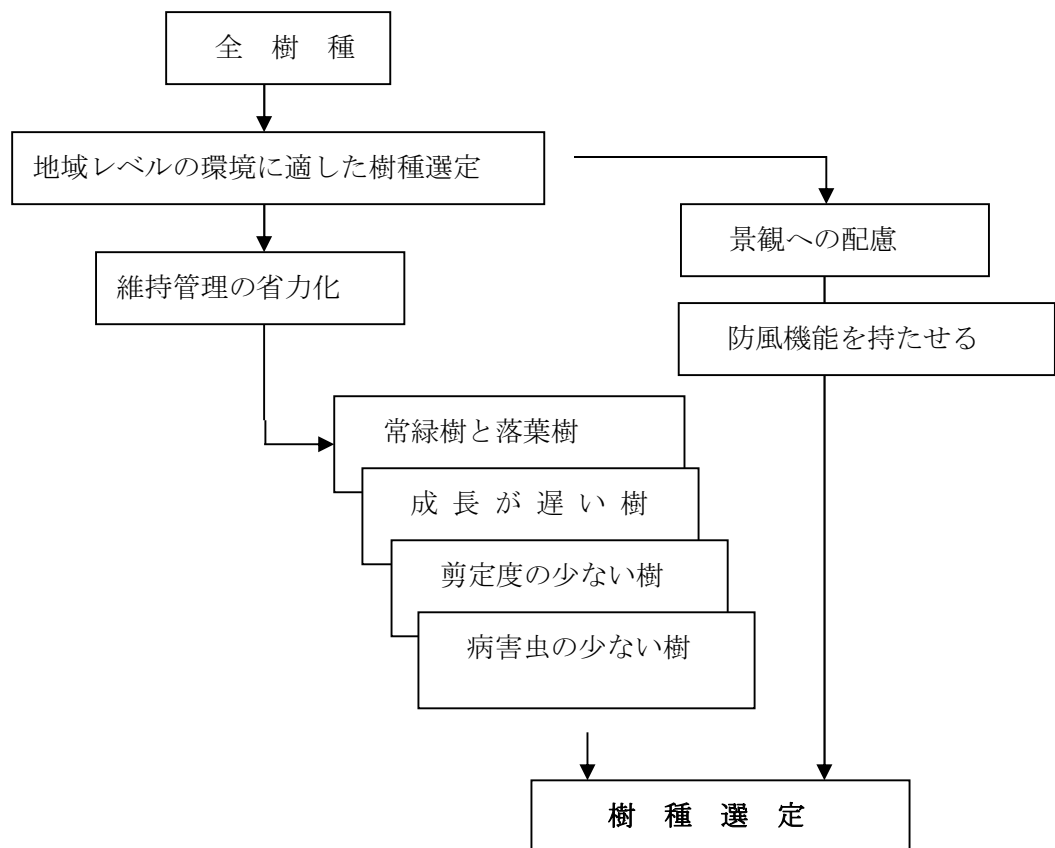 全 樹 種
地域レベルの環境に適した樹種選定
景観への配慮
維持管理の省力化
防風機能を持たせる
常緑樹と落葉樹
成 長 が 遅 い 樹
剪定度の少ない樹
病害虫の少ない樹
樹 種 選 定